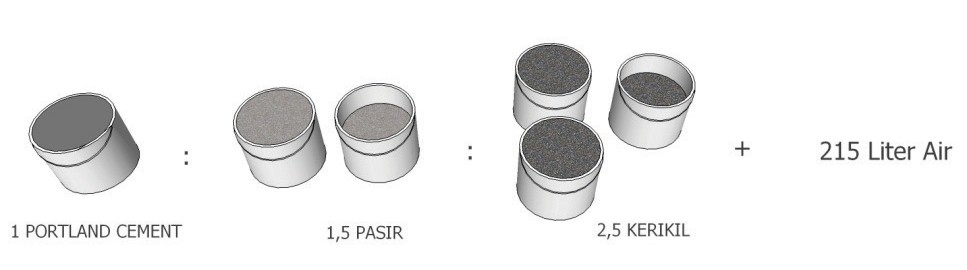 1 PORTLAND CEMENT
:
1,5 PASIR
:
2,5 KERIKIL
+
215 Liter Air